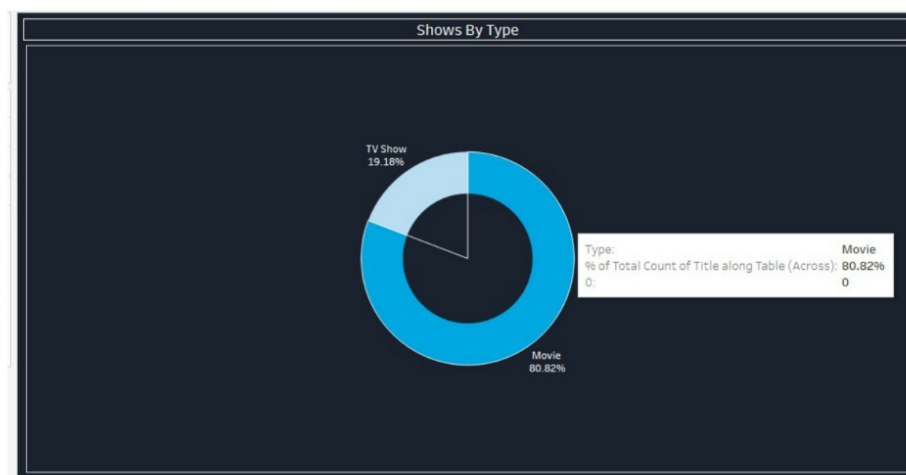 Shows By Type
TV Show
19.18%
Type: Movie
% of Total Count of Title along Table (Across): 80.82%
0: 0
Movie
80.82%